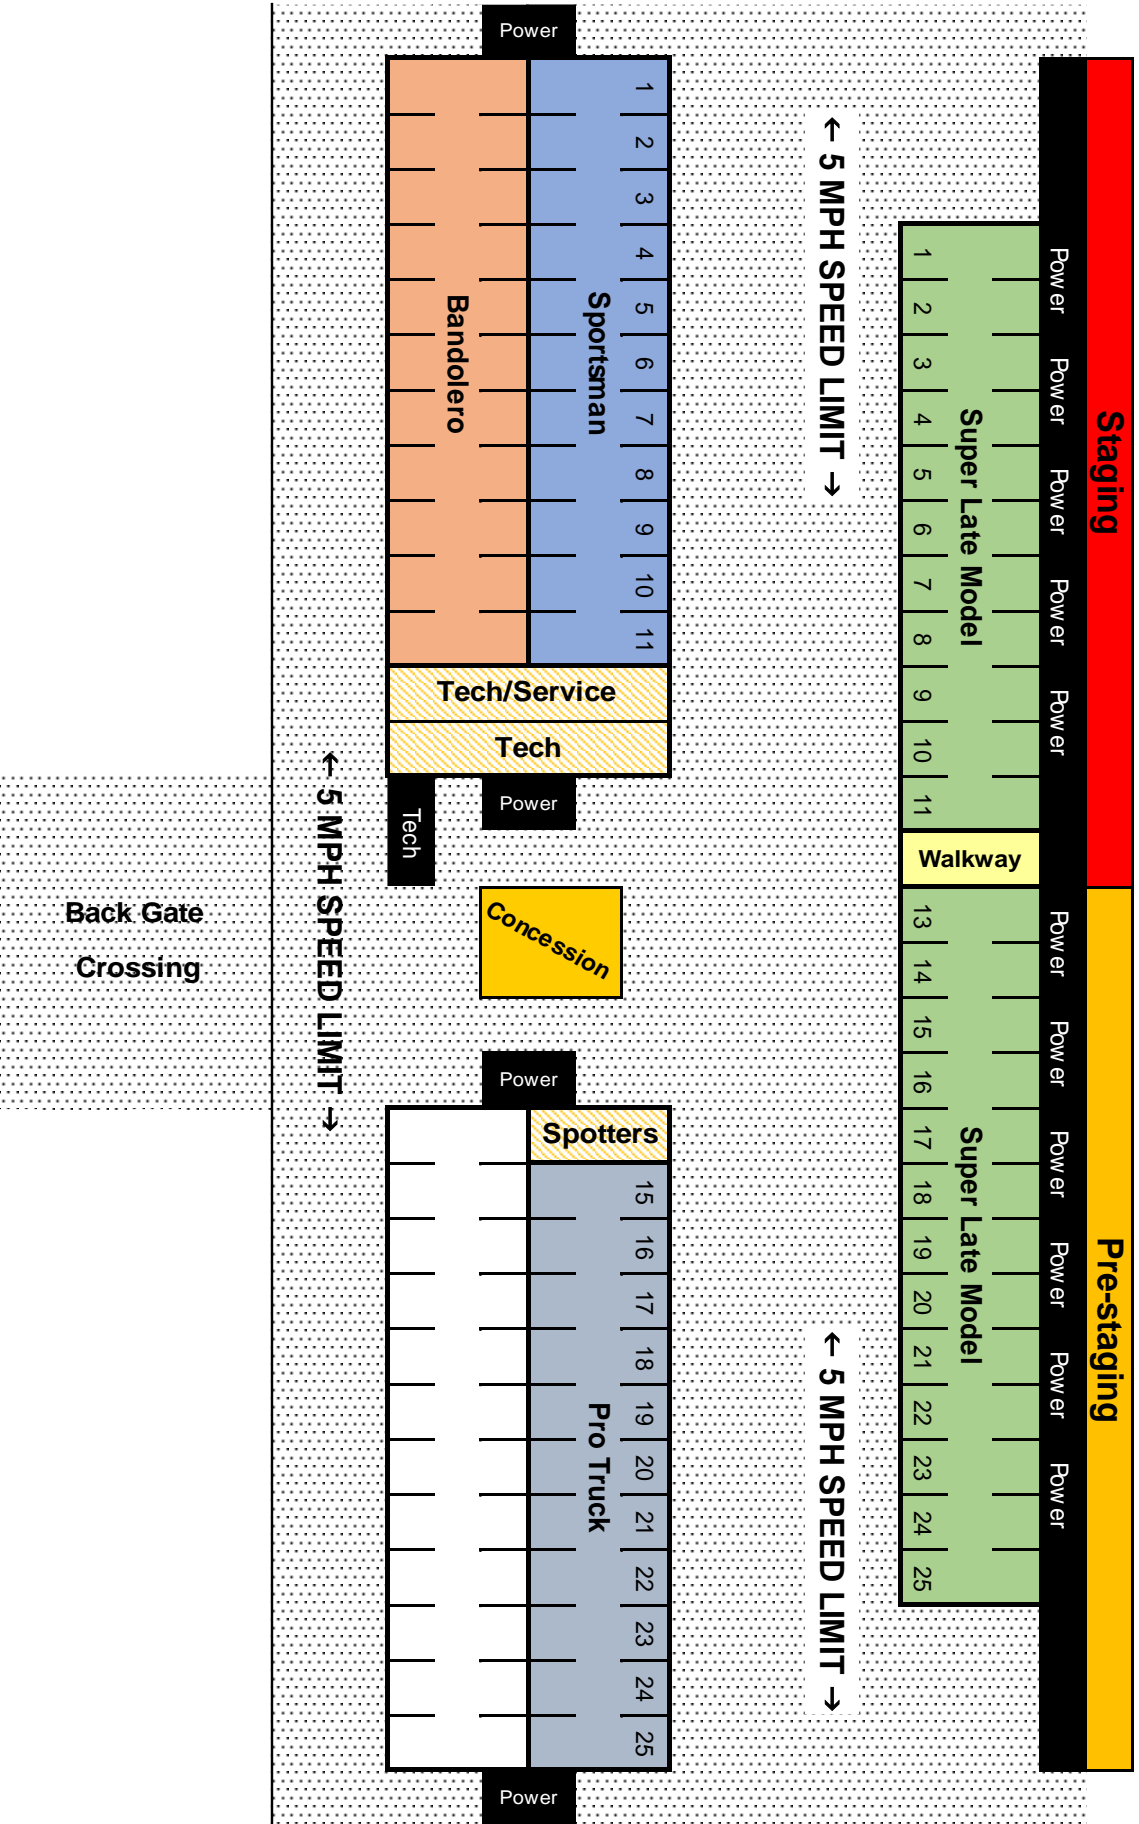 Power
1
2
3
4
5
6
7
8
9
10
11
Sportsman
Bandolero
Tech/Service
Tech
Power
Tech
← 5 MPH SPEED LIMIT →
Back Gate
Crossing
Concession
Power
Spotters
15
16
17
18
19
20
21
22
23
24
25
Pro Truck
Power
← 5 MPH SPEED LIMIT →
← 5 MPH SPEED LIMIT →
1
2
3
4
5
6
7
8
9
10
11
Super Late Model
Walkway
13
14
15
16
17
18
19
20
21
22
23
24
25
Super Late Model
Power
Power
Power
Power
Power
Power
Power
Power
Power
Power
Power
Staging
Pre-staging